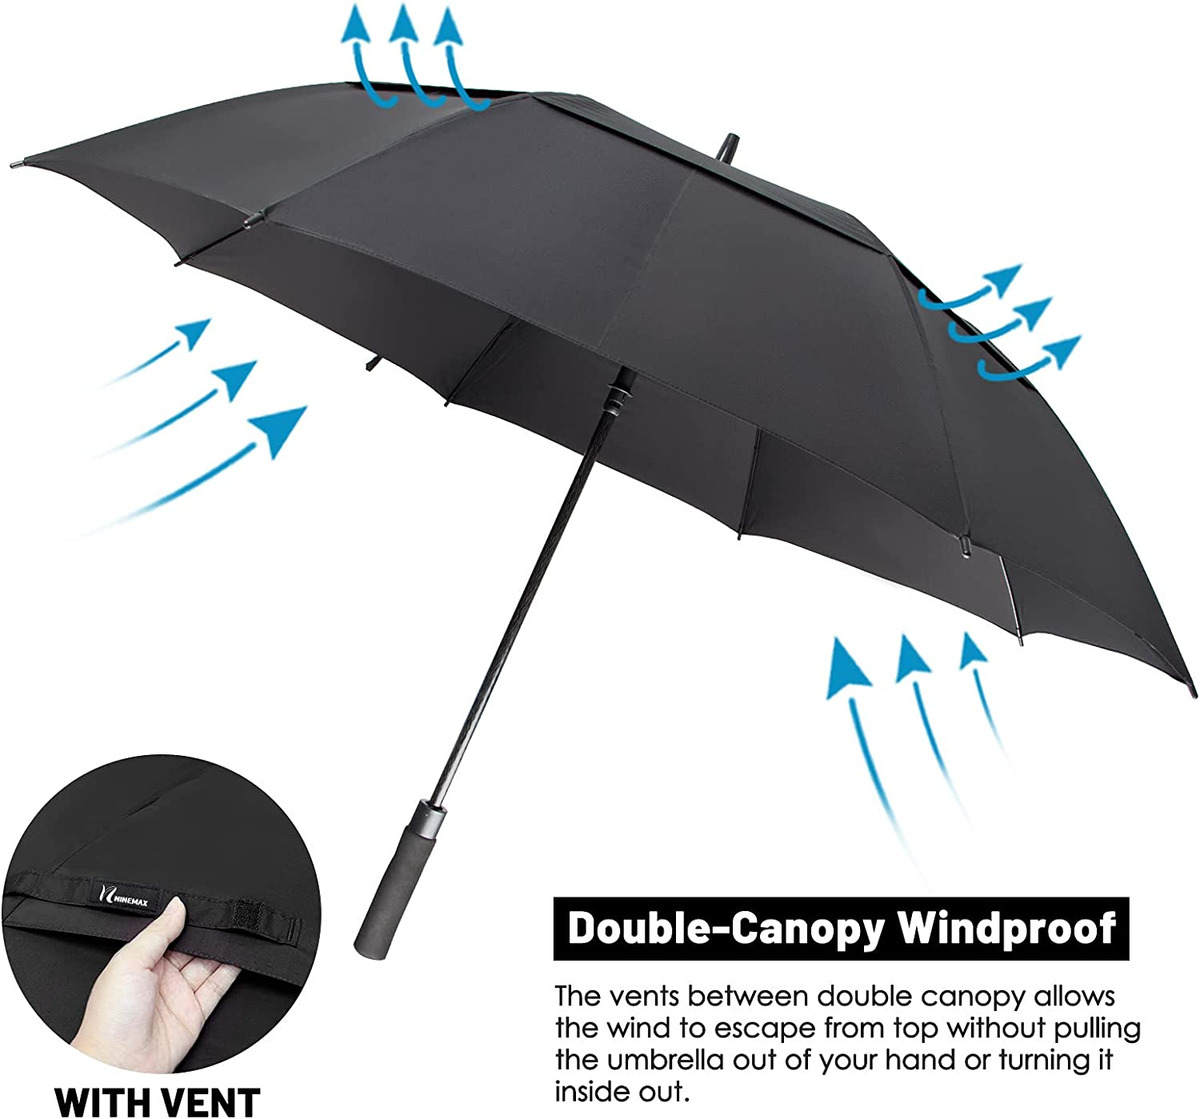 NINEMAX
WITH VENT
Double-Canopy Windproof
The vents between double canopy allows
the wind to escape from top without pulling
the umbrella out of your hand or turning it
inside out.